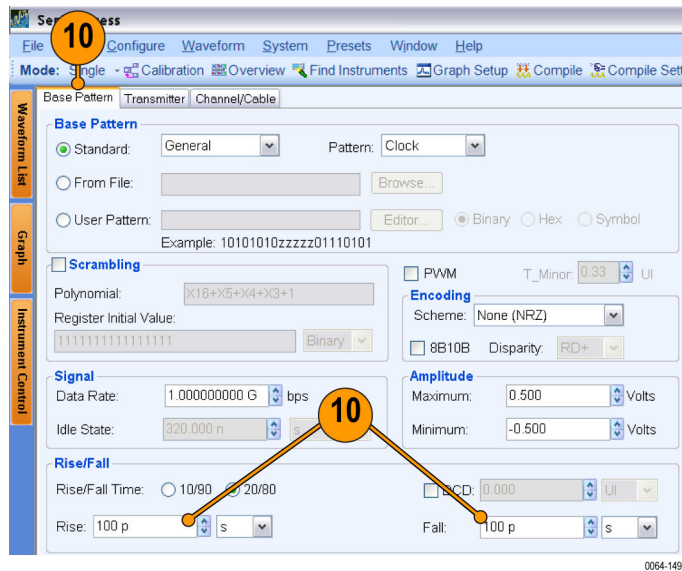 10
File Configure Waveform System Presets Window Help
Mode: Single Calibration Overview Find Instruments Graph Setup Compile Compile Sett
Base Pattern Transmitter Channel/Cable
Waveform List
Graph
Instrument Control
Base Pattern
Standard: General Pattern: Clock
From File: Browse...
User Pattern: Editor... Binary Hex Symbol
Example: 10101010zzzzz01110101
Scrambling
Polynomial: X16+X5+X4+X3+1
Register Initial Value:
1111111111111111 Binary
PWM T_Minor: 0.33 UI
Encoding
Scheme: None (NRZ)
8B10B Disparity: RD+
Signal
Data Rate: 1.000000000 G bps
Idle State: 320.000 n s
10
Amplitude
Maximum: 0.500 Volts
Minimum: -0.500 Volts
Rise/Fall
Rise/Fall Time: 10/90 20/80
DCD: 0.000 UI
Rise: 100 p s
Fall: 100 p s
0064-149